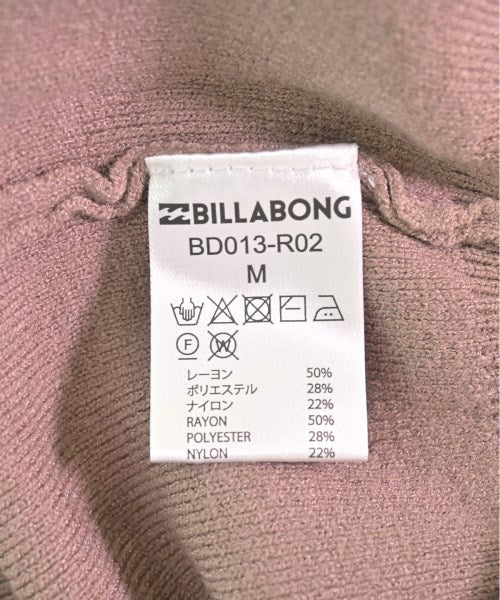 BILLABONG
BD013-R02
M
F
W
レーヨン 50%
ポリエステル 28%
ナイロン 22%
RAYON 50%
POLYESTER 28%
NYLON 22%